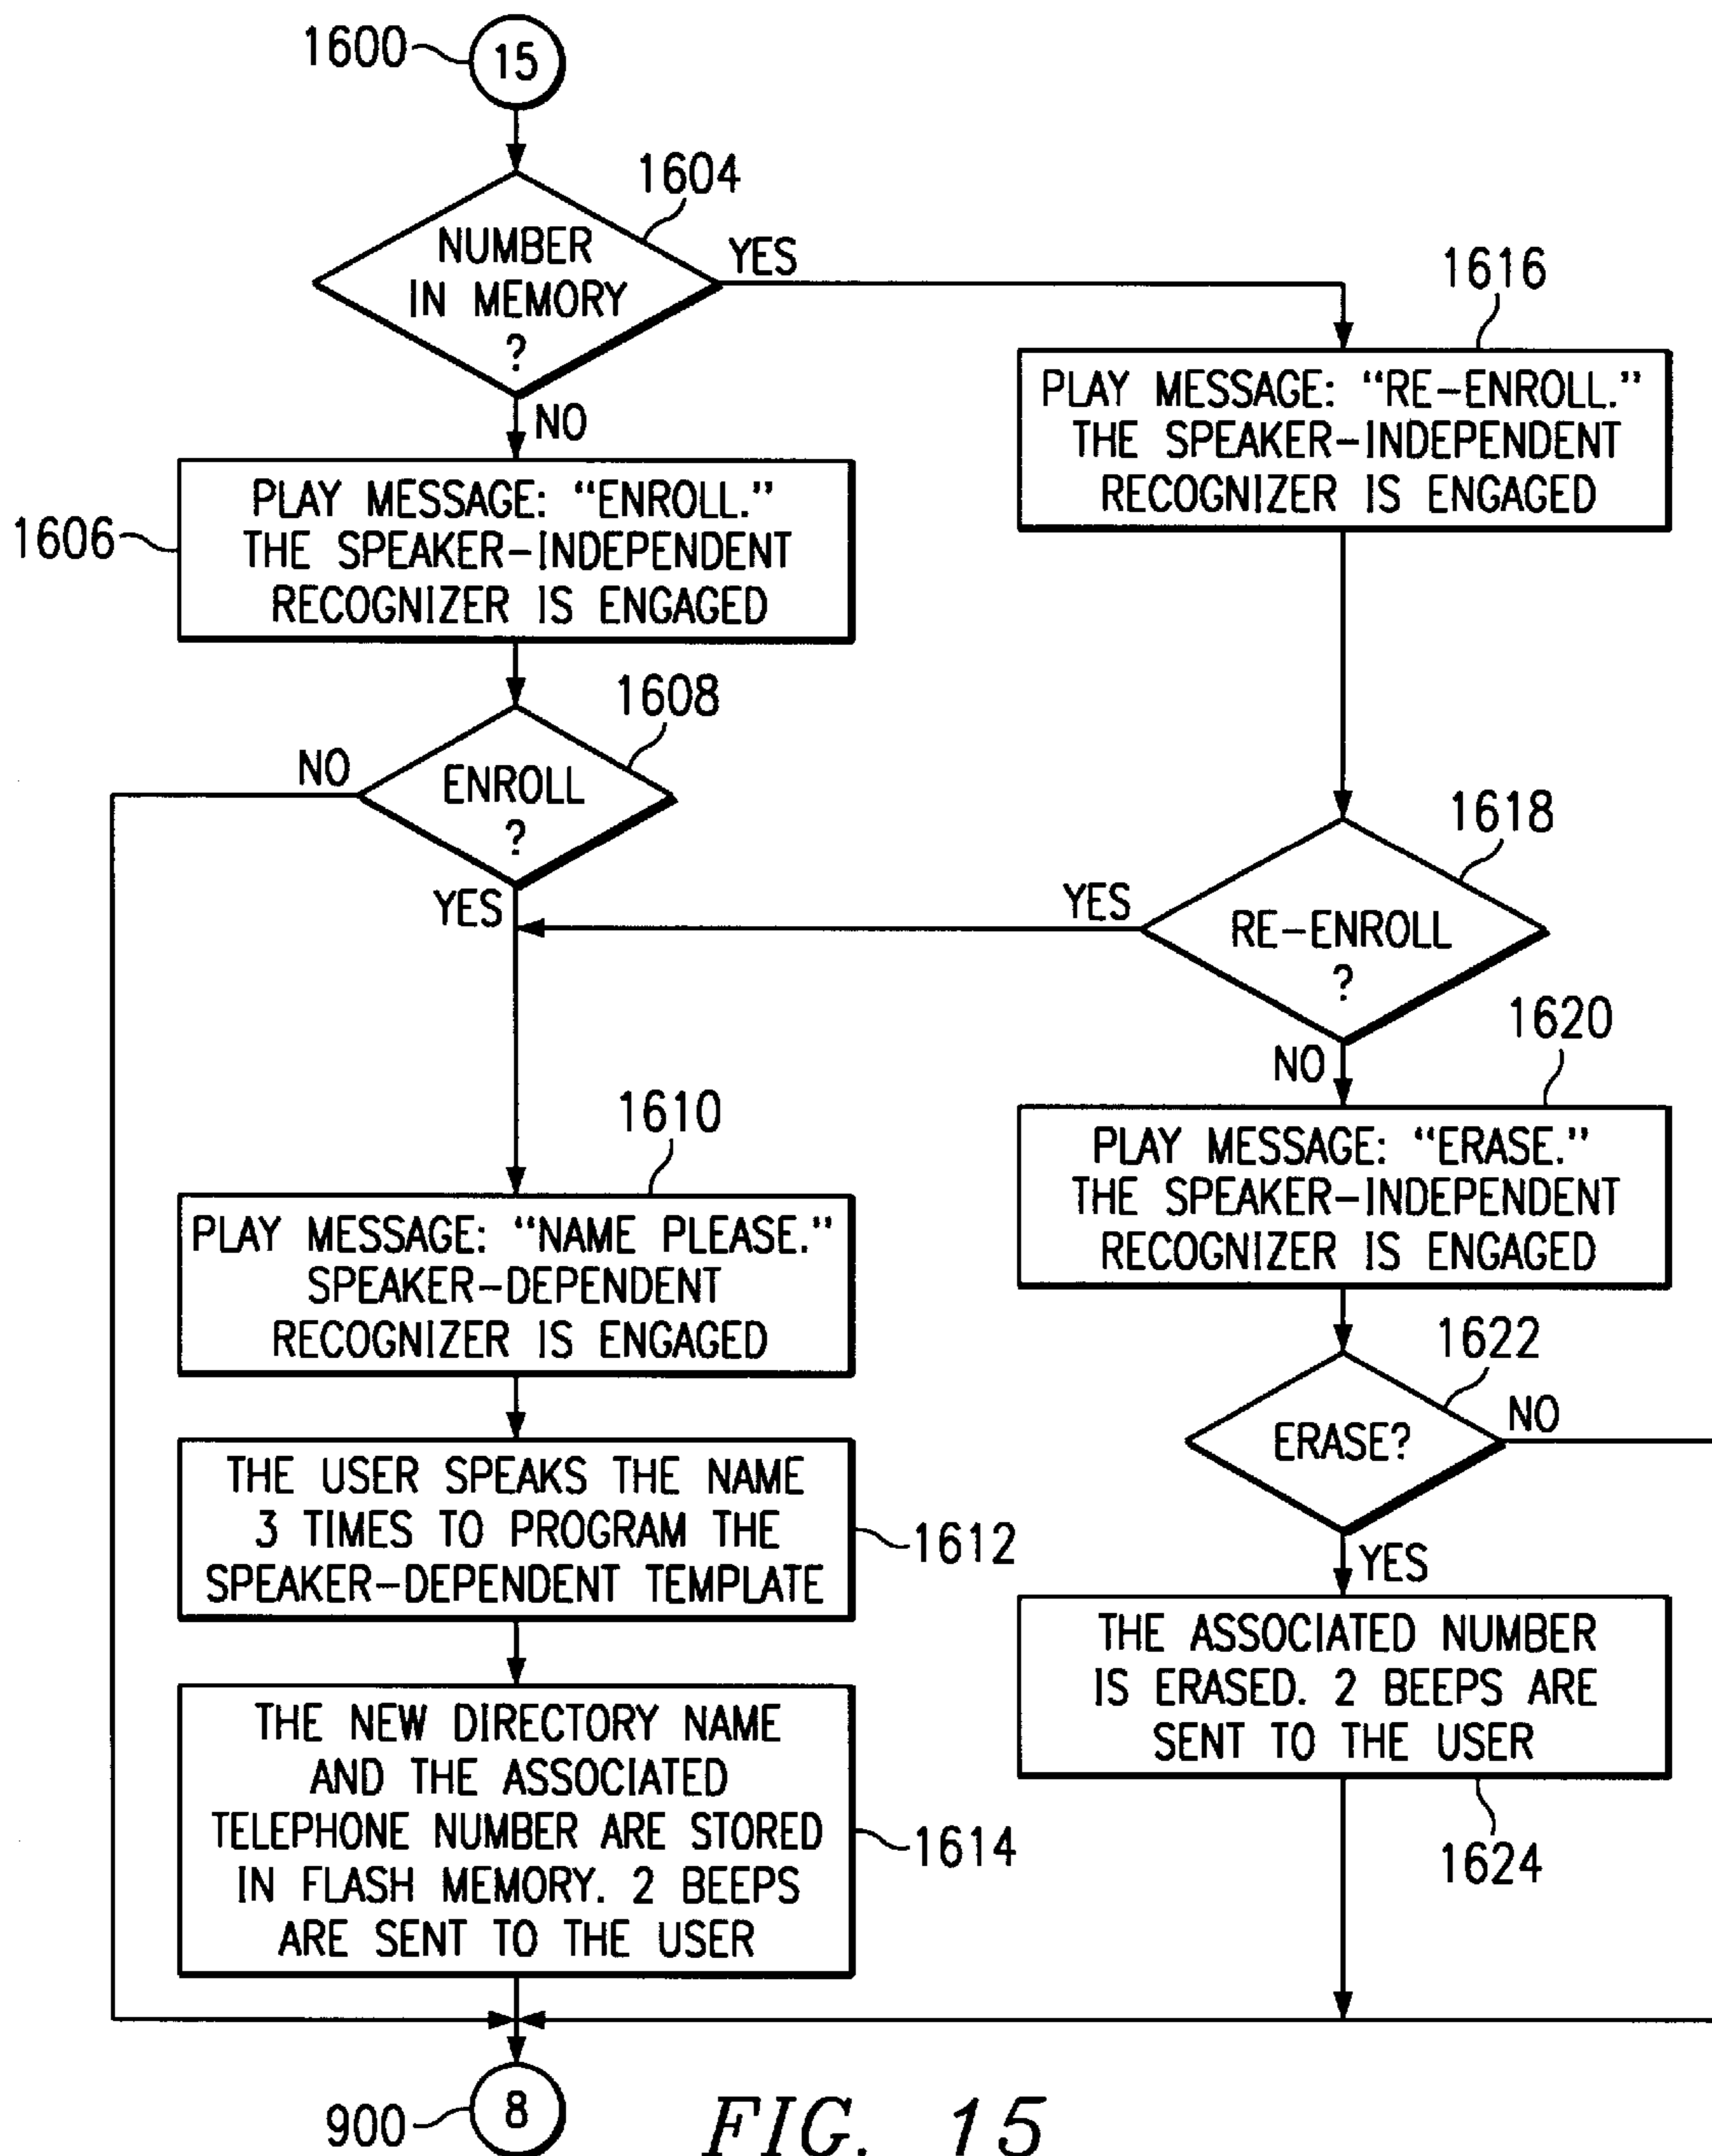 1600
15
1604
NUMBER
IN MEMORY
?
YES
NO
1616
PLAY MESSAGE: “RE–ENROLL.”
THE SPEAKER–INDEPENDENT
RECOGNIZER IS ENGAGED
1606
PLAY MESSAGE: “ENROLL.”
THE SPEAKER–INDEPENDENT
RECOGNIZER IS ENGAGED
1608
NO
ENROLL
?
YES
1618
YES
RE–ENROLL
?
NO
1620
PLAY MESSAGE: “ERASE.”
THE SPEAKER–INDEPENDENT
RECOGNIZER IS ENGAGED
1610
PLAY MESSAGE: “NAME PLEASE.”
SPEAKER–DEPENDENT
RECOGNIZER IS ENGAGED
1622
ERASE?
NO
YES
THE USER SPEAKS THE NAME
3 TIMES TO PROGRAM THE
SPEAKER–DEPENDENT TEMPLATE
1612
THE ASSOCIATED NUMBER
IS ERASED. 2 BEEPS ARE
SENT TO THE USER
1624
THE NEW DIRECTORY NAME
AND THE ASSOCIATED
TELEPHONE NUMBER ARE STORED
IN FLASH MEMORY. 2 BEEPS
ARE SENT TO THE USER
1614
900
8
FIG. 15